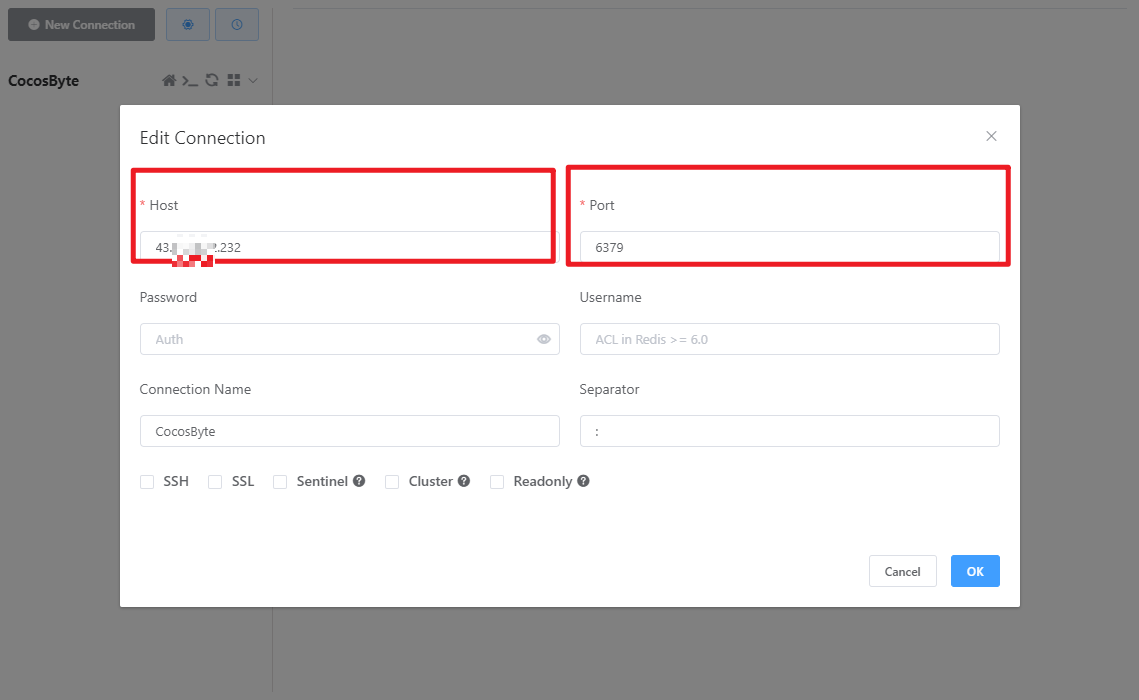 New Connection
CocosByte
Edit Connection
* Host
* Port
43. .232
6379
Password
Username
Auth
ACL in Redis >= 6.0
Connection Name
Separator
CocosByte
:
SSH SSL Sentinel ? Cluster ? Readonly ?
Cancel OK